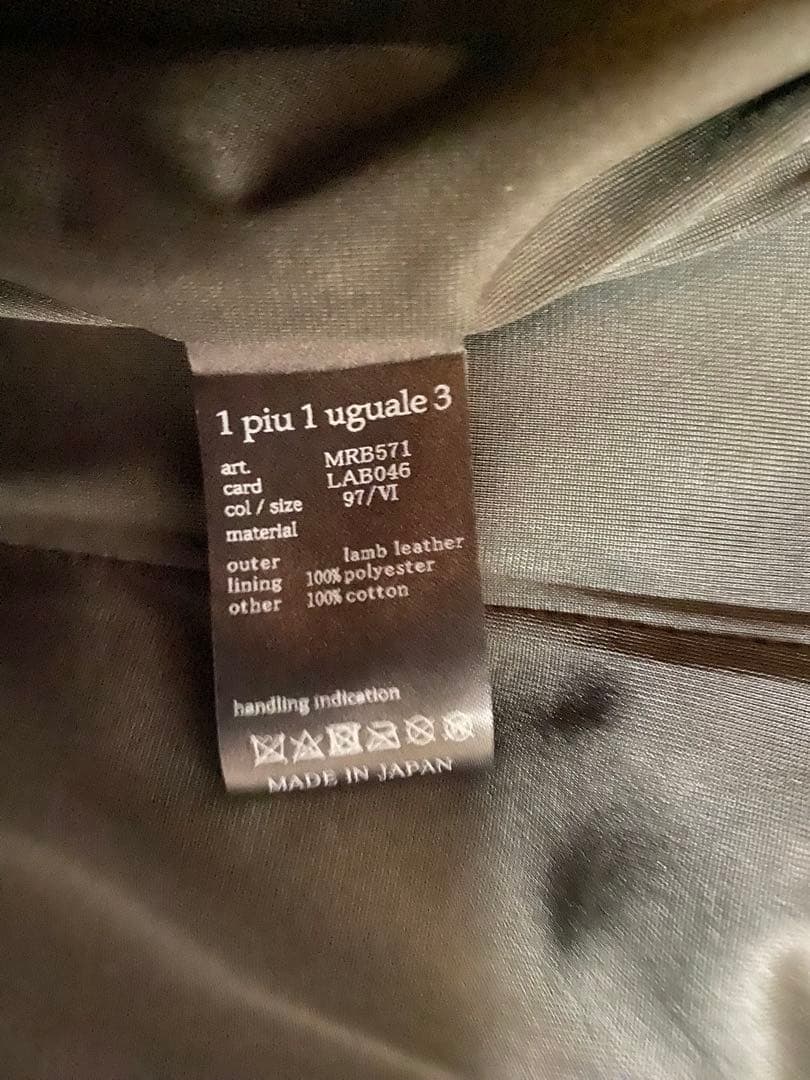 1 piu 1 uguale 3
art. MRB571
card LAB046
col / size 97/VI
material
outer lamb leather
lining 100% polyester
other 100% cotton
handling indication
MADE IN JAPAN